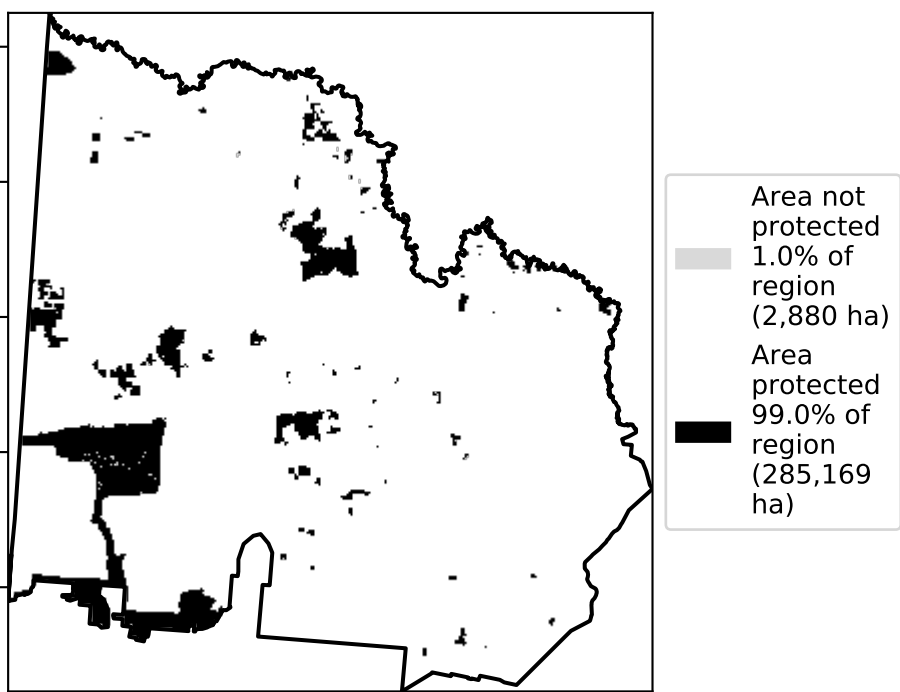 Area not
protected
1.0% of
region
(2,880 ha)
Area
protected
99.0% of
region
(285,169
ha)